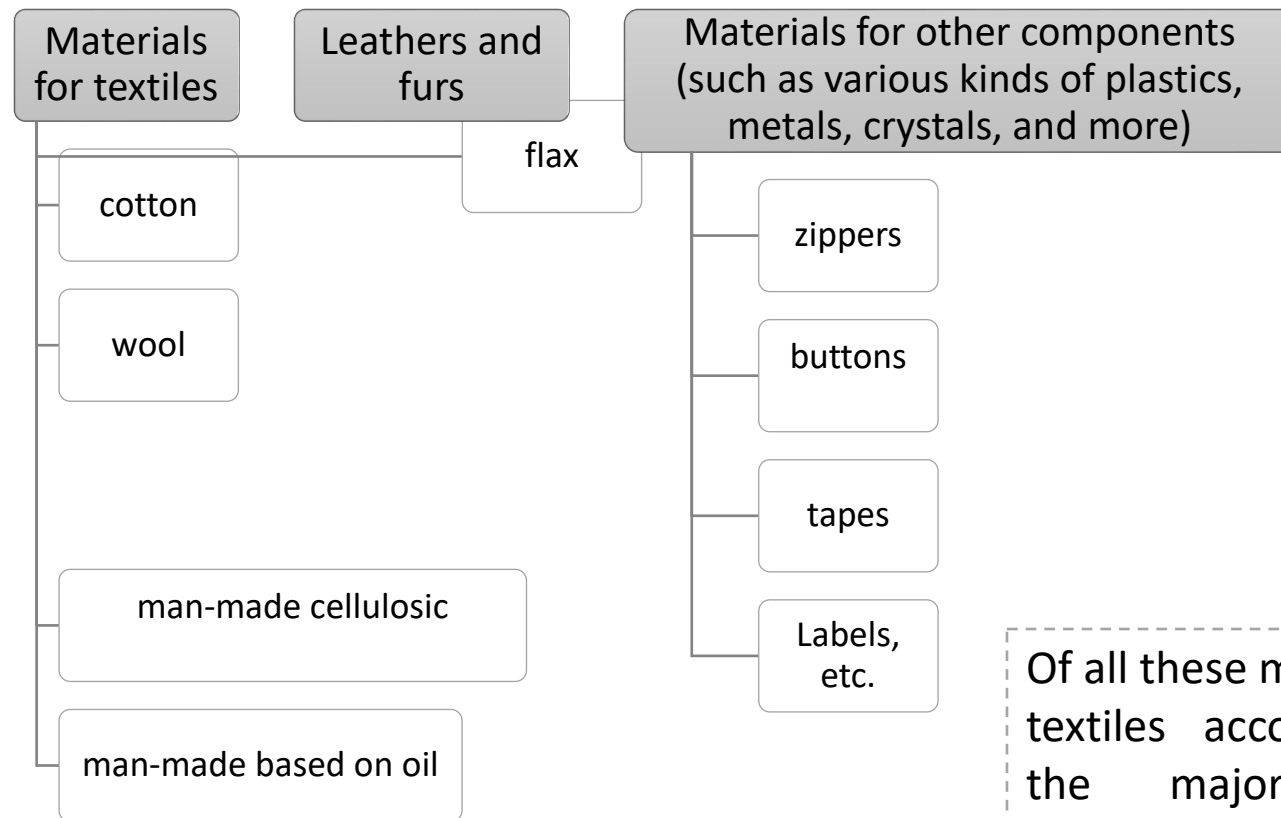 Materials
for textiles
cotton
wool
man-made cellulosic
man-made based on oil
Leathers and
furs
flax
Materials for other components
(such as various kinds of plastics,
metals, crystals, and more)
zippers
buttons
tapes
Labels,
etc.
Of all these
textiles
the